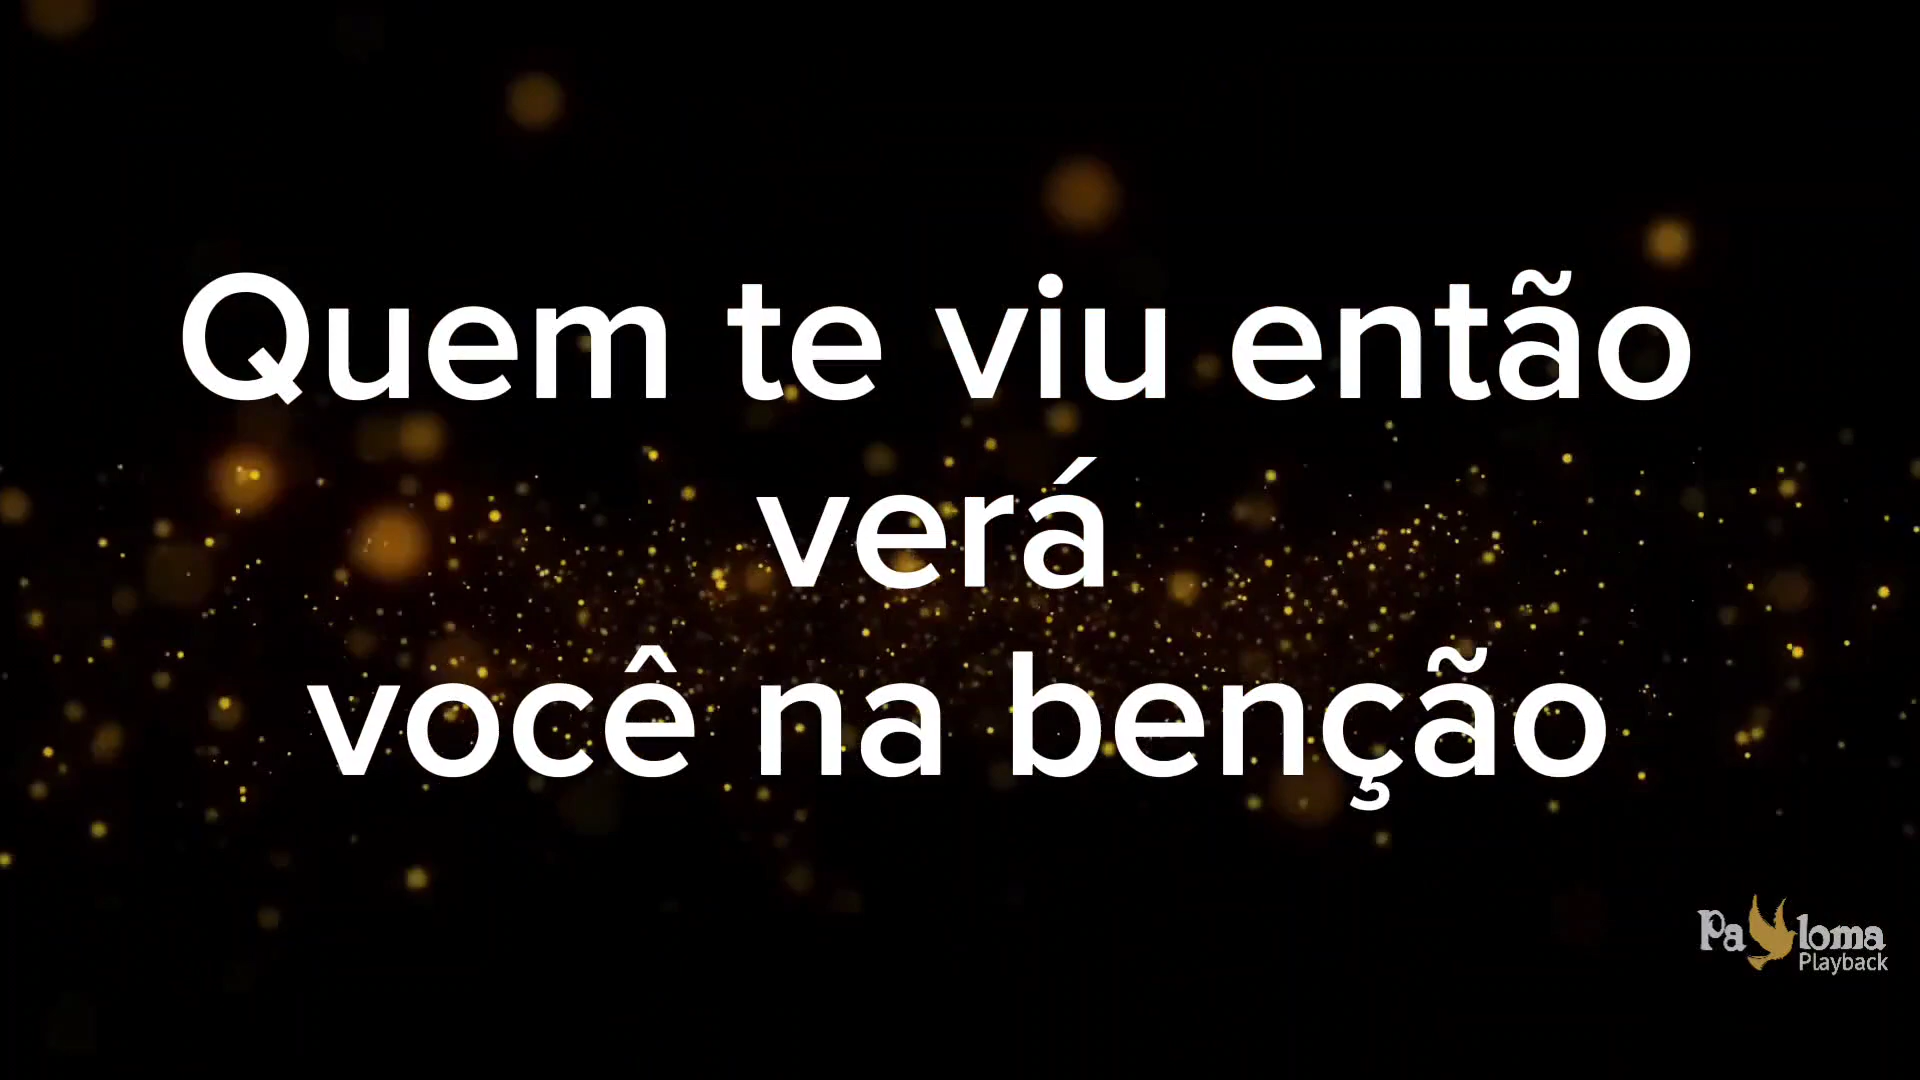 Quem te viu então
verá
você na benção
Paloma
Playback